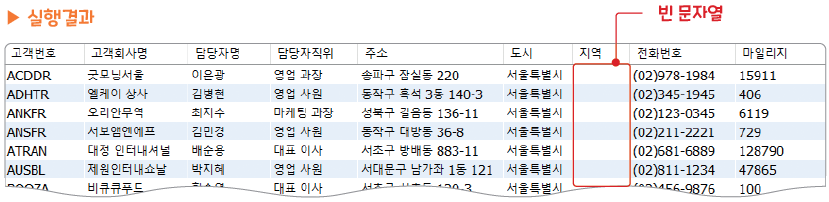 ▶ 실행결과
빈 문자열
고객번호 고객회사명 담당자명 담당자직위 주소 도시 지역 전화번호 마일리지
ACDDR 굿모닝서울 이은광 영업 과장 송파구 잠실동 220 서울특별시 (02)978-1984 15911
ADHTR 엘케이 상사 김병현 영업 사원 동작구 흑석 3동 140-3 서울특별시 (02)345-1945 406
ANKFR 오리안무역 최지수 마케팅 과장 성북구 길음동 136-11 서울특별시 (02)123-0345 6119
ANSFR 서보앰엔에프 김민경 영업 사원 동작구 대방동 36-8 서울특별시 (02)211-2221 729
ATRAN 대정 인터내셔널 배순용 대표 이사 서초구 방배동 883-11 서울특별시 (02)681-6889 128790
AUSBL 제원인터내쇼날 박지혜 영업 사원 서대문구 남가좌 1동 121 서울특별시 (02)811-1234 47865
비큐큐푸드 대표 이사 서초구 120-3 서울특별시 (02)456-9876 100